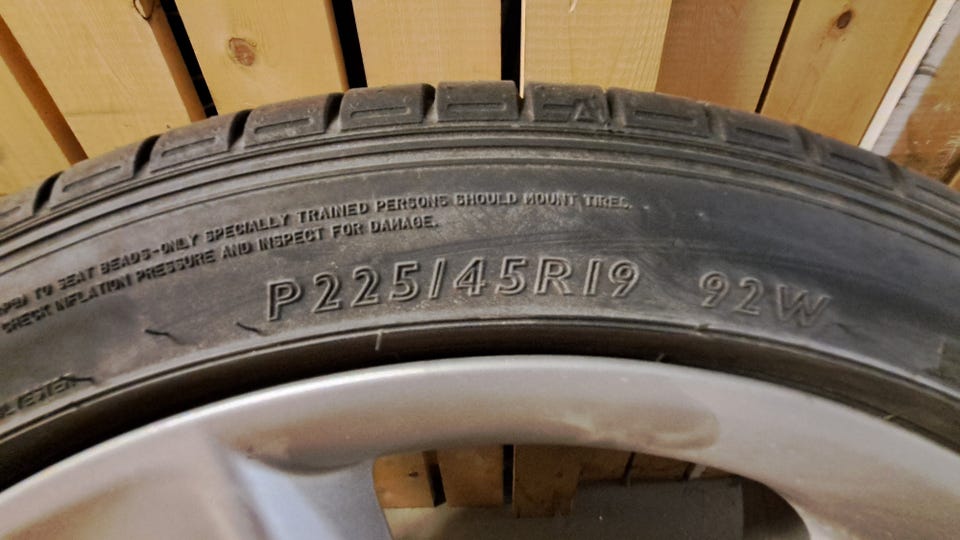 TO SEAT BEADS-ONLY SPECIALLY TRAINED PERSONS SHOULD MOUNT TIRES.
CHECK INFLATION PRESSURE AND INSPECT FOR DAMAGE.
P225/45R19 92W